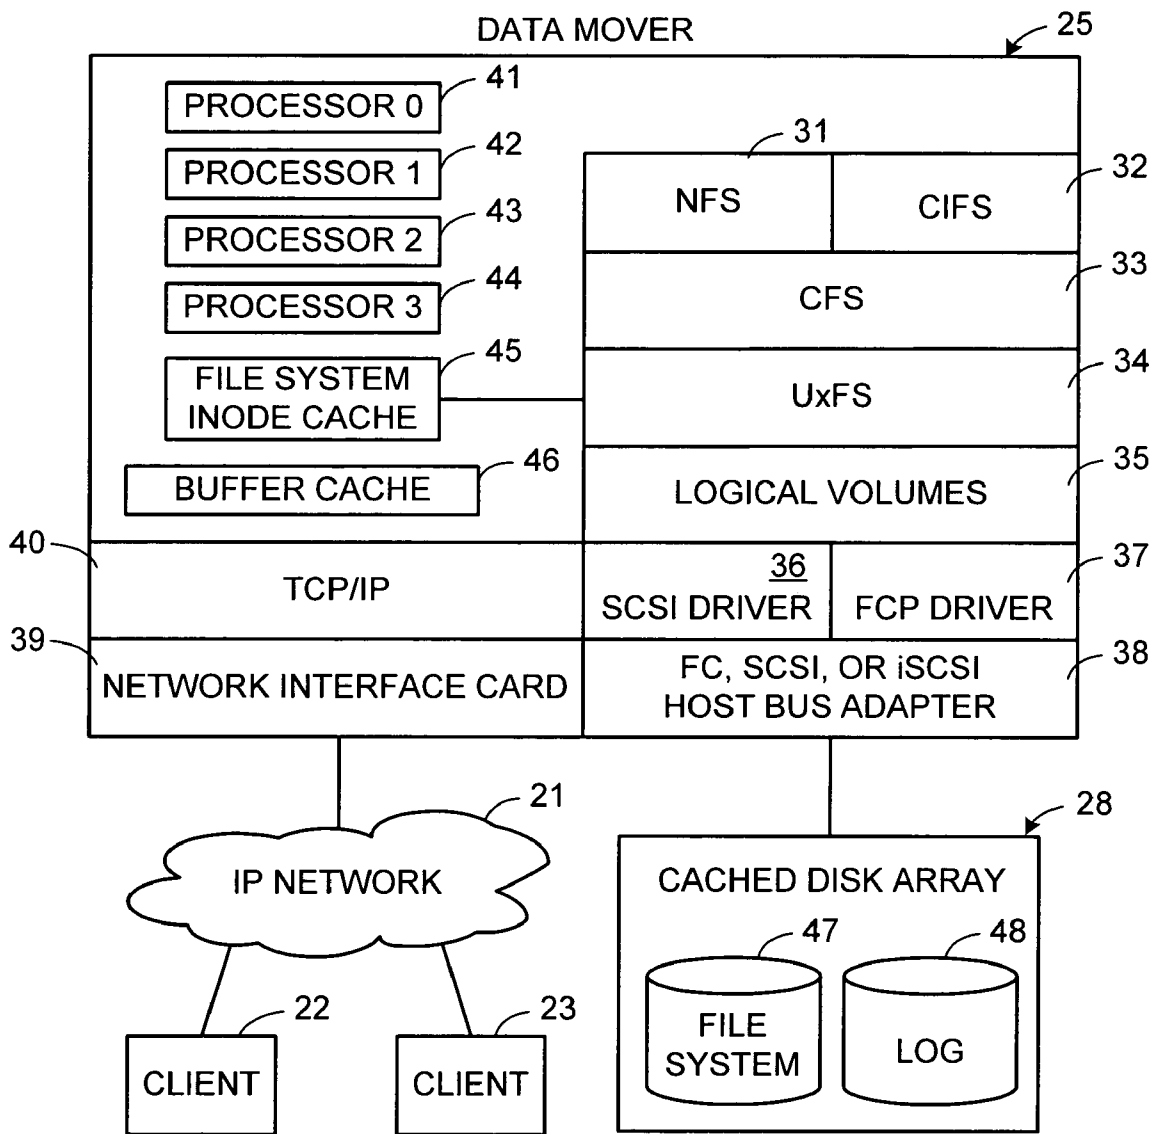 DATA MOVER
25
PROCESSOR 0
41
PROCESSOR 1
42
PROCESSOR 2
43
PROCESSOR 3
44
FILE SYSTEM
INODE CACHE
45
BUFFER CACHE
46
NFS
31
CIFS
32
CFS
33
UxFS
34
LOGICAL VOLUMES
35
40
TCP/IP
36
SCSI DRIVER
FCP DRIVER
37
39
NETWORK INTERFACE CARD
FC, SCSI, OR iSCSI
HOST BUS ADAPTER
38
21
IP NETWORK
22
CLIENT
23
CLIENT
28
CACHED DISK ARRAY
47
FILE
SYSTEM
48
LOG